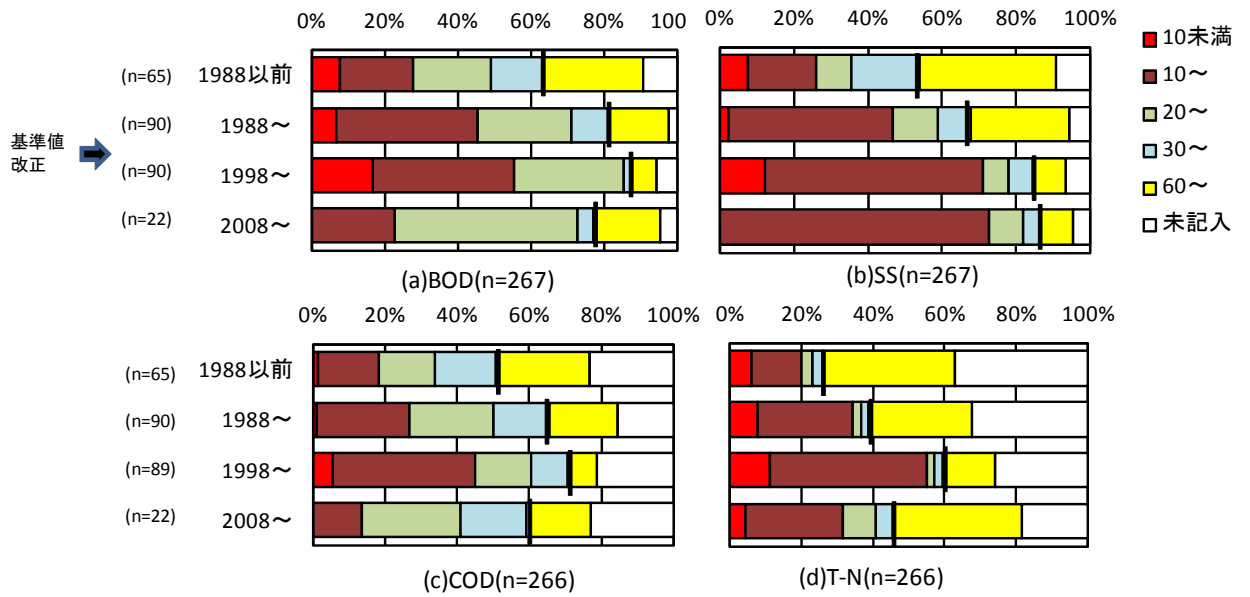 0% 20% 40% 60% 80% 100%
0% 20% 40% 60% 80% 100%
10未満
10～
20～
30～
60～
未記入
基準値
改正
(n=65) 1988以前
(n=90) 1988～
(n=90) 1998～
(n=22) 2008～
(a)BOD(n=267)
(b)SS(n=267)
0% 20% 40% 60% 80% 100%
0% 20% 40% 60% 80% 100%
(n=65) 1988以前
(n=90) 1988～
(n=89) 1998～
(n=22) 2008～
(c)COD(n=266)
(d)T-N(n=266)